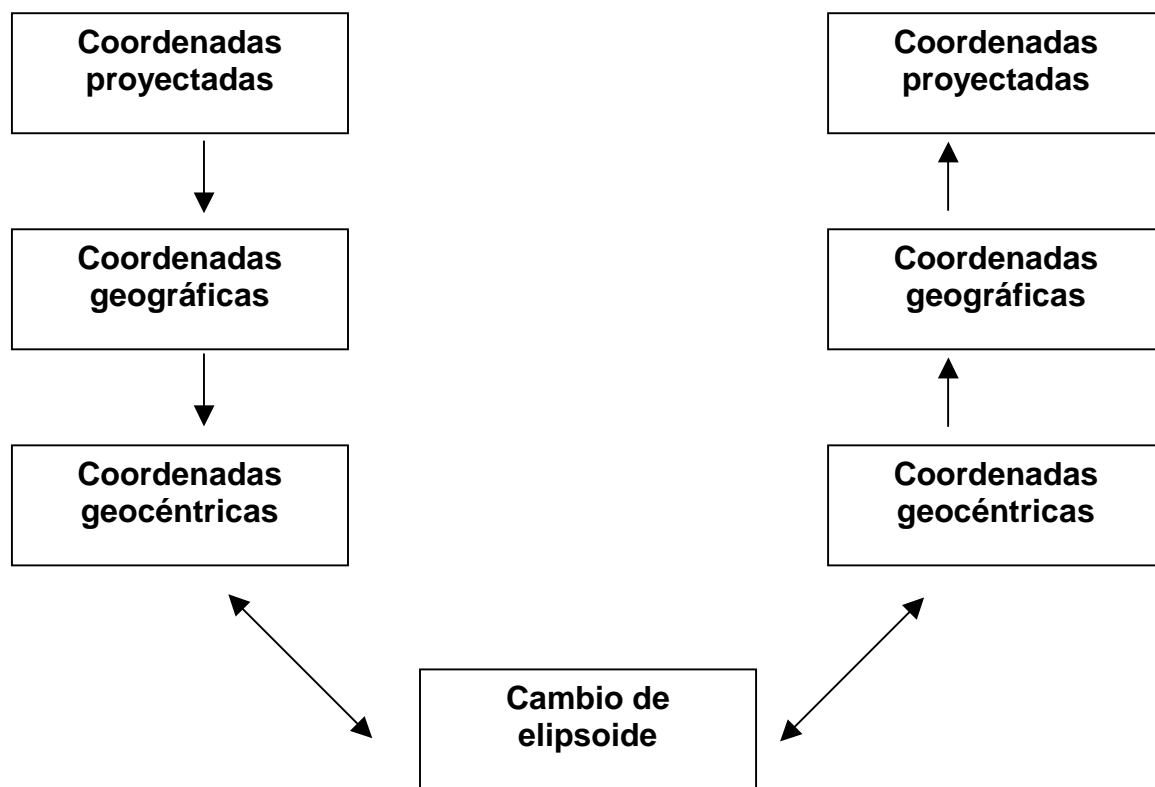 Coordenadas
proyectadas
Coordenadas
geográficas
Coordenadas
geocéntricas
Cambio de
elipsoide
Coordenadas
proyectadas
Coordenadas
geográficas
Coordenadas
geocéntricas